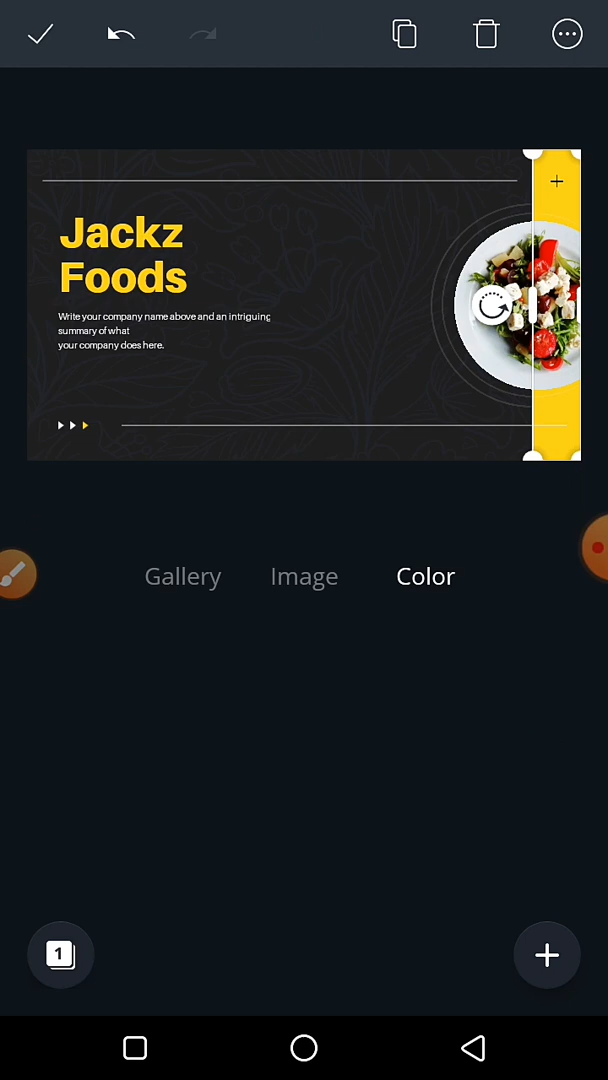 Jackz
Foods
Write your company name above and an intriguing
summary of what
your company does here.
Gallery Image Color
1